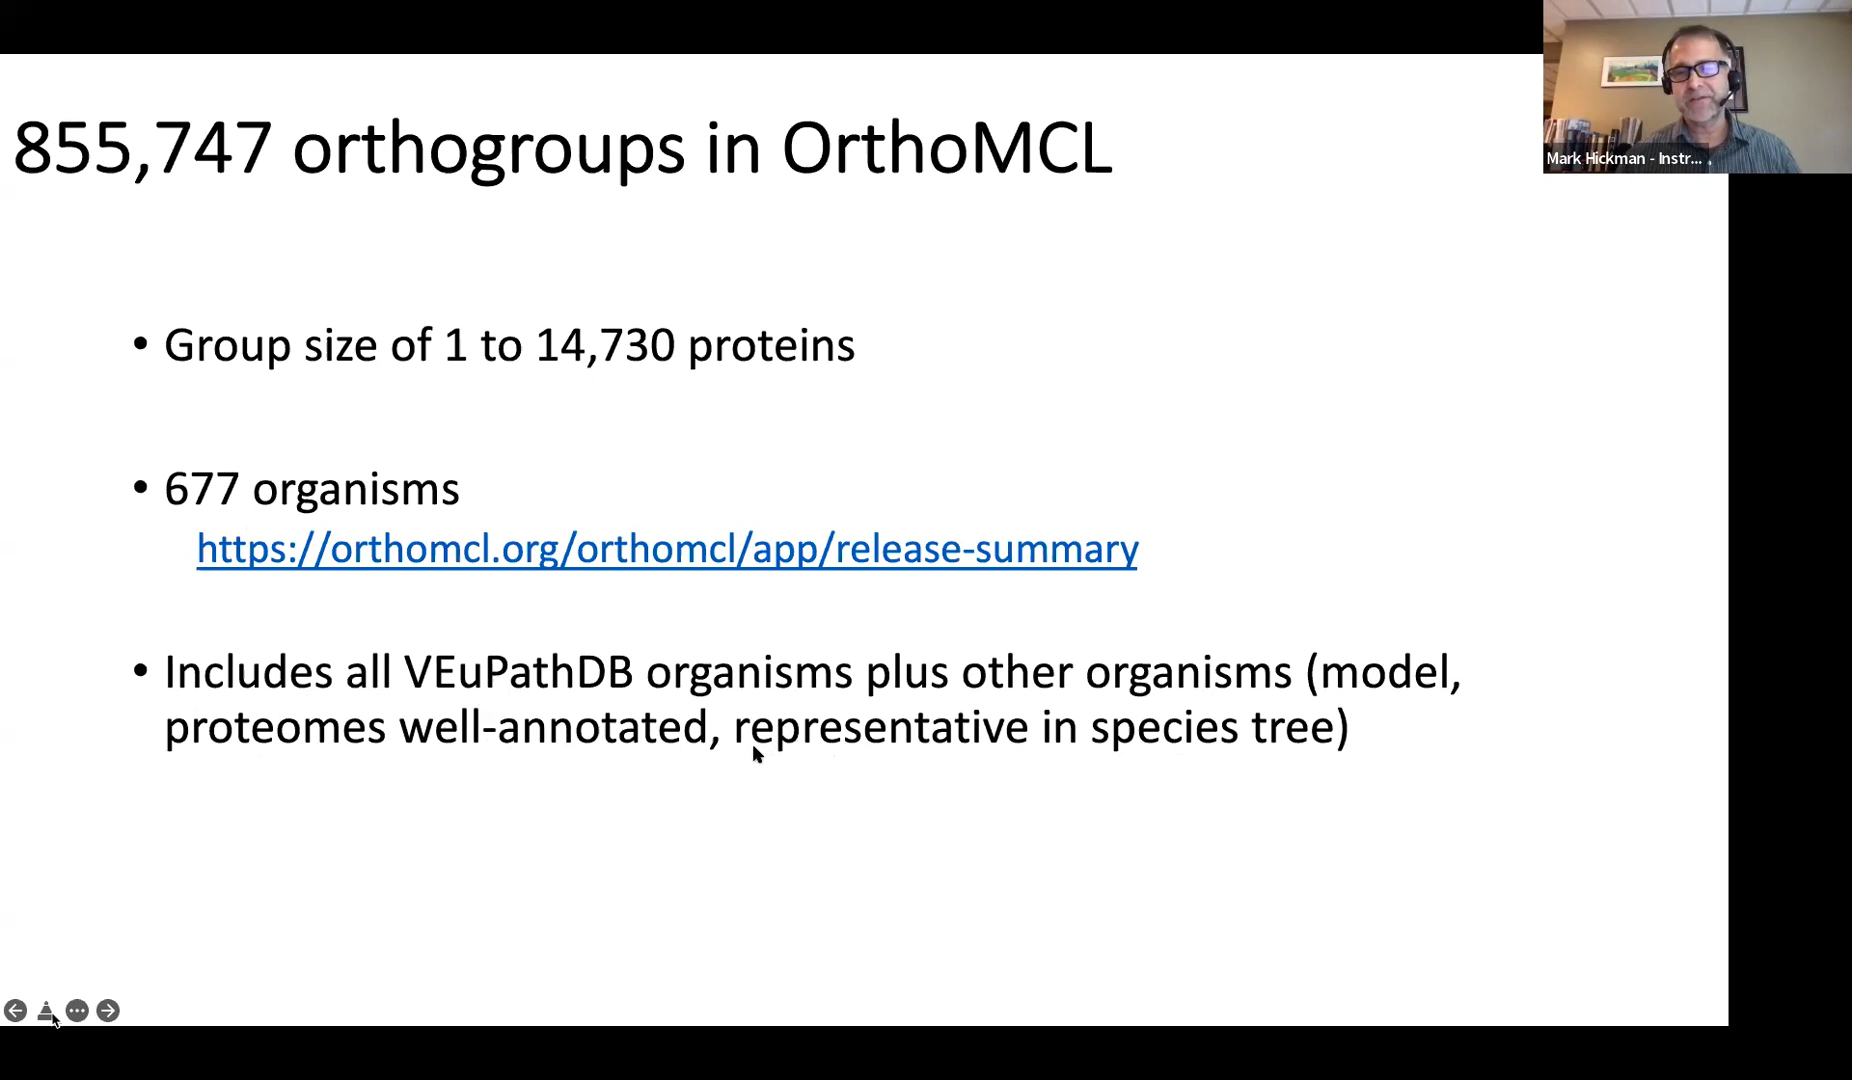 855,747 orthogroups in OrthoMCL
Mark Hickman - Instr...
• Group size of 1 to 14,730 proteins
• 677 organisms
https://orthomcl.org/orthomcl/app/release-summary
• Includes all VEuPathDB organisms plus other organisms (model,
proteomes well-annotated, representative in species tree)